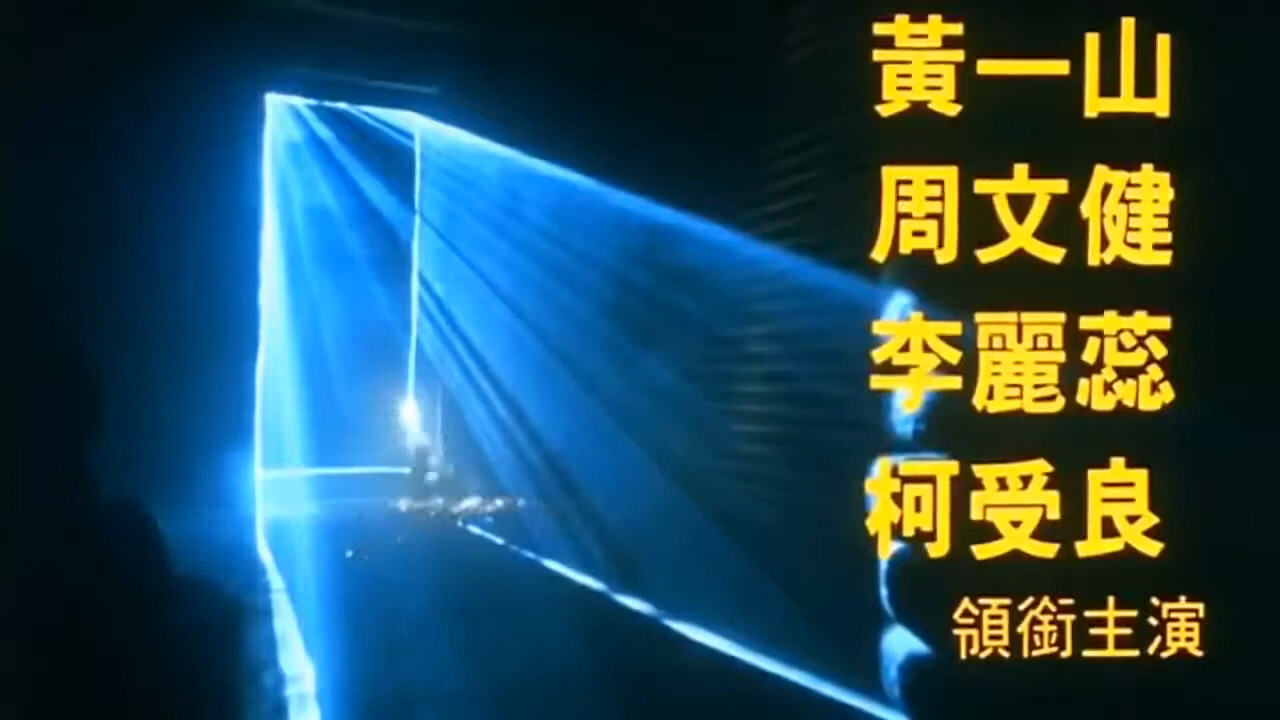 黃一山
周文健
李麗蕊
柯受良
領銜主演